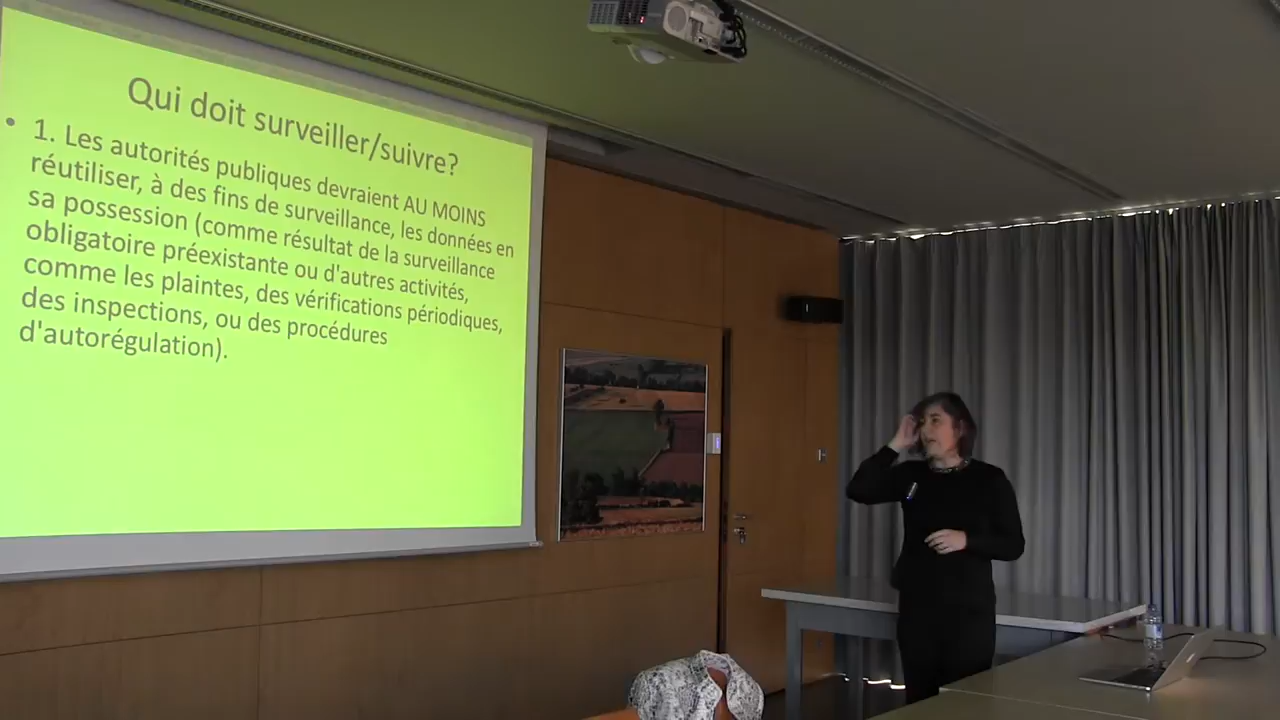 Qui doit surveiller/suivre?
• 1. Les autorités publiques devraient AU MOINS
réutiliser, à des fins de surveillance, les données en
sa possession (comme résultat de la surveillance
obligatoire préexistante ou d'autres activités,
comme les plaintes, des vérifications périodiques,
des inspections, ou des procédures
d'autorégulation).